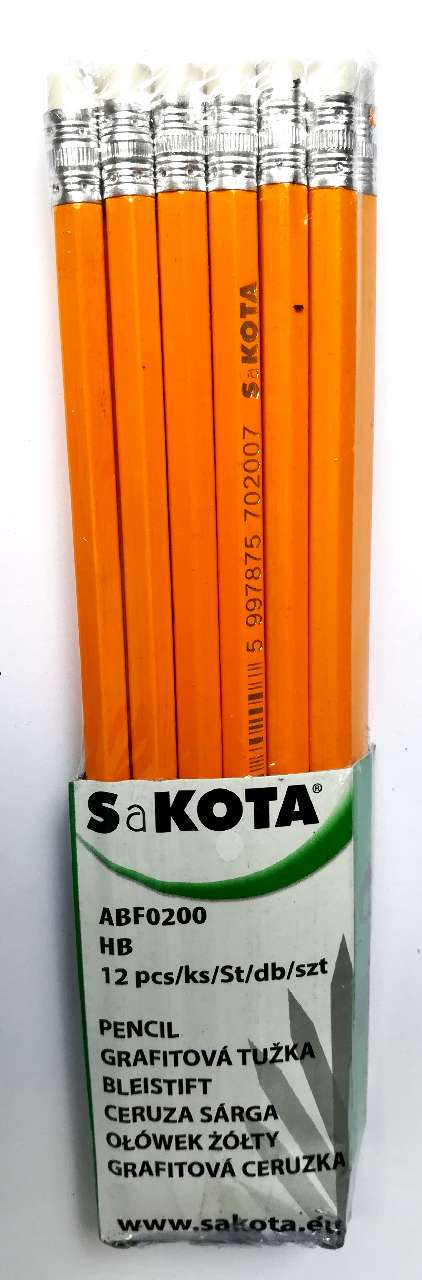 5 997875 702007 SaKOTA
SaKOTA®
ABF0200
HB
12 pcs/ks/St/db/szt
PENCIL
GRAFITOVÁ TUŽKA
BLEISTIFT
CERUZA SÁRGA
OŁÓWEK ŻÓŁTY
GRAFITOVÁ CERUZKA
www.sakota.eu